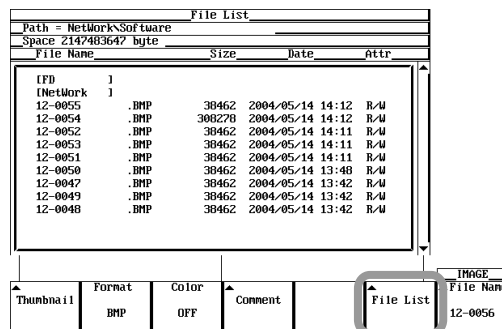 File List
Path = NetWork\Software
Space 2147483647 byte
File Name Size Date Attr
[FD ]
[NetWork ]
12-0055 .BMP 38462 2004/05/14 14:12 R/W
12-0054 .BMP 308278 2004/05/14 14:12 R/W
12-0052 .BMP 38462 2004/05/14 14:11 R/W
12-0053 .BMP 38462 2004/05/14 14:11 R/W
12-0051 .BMP 38462 2004/05/14 14:11 R/W
12-0050 .BMP 38462 2004/05/14 13:48 R/W
12-0047 .BMP 38462 2004/05/14 13:42 R/W
12-0049 .BMP 38462 2004/05/14 13:42 R/W
12-0048 .BMP 38462 2004/05/14 13:42 R/W
IMAGE
Thumbnail
Format
BMP
Color
OFF
Comment
File List
File Nam
12-0056